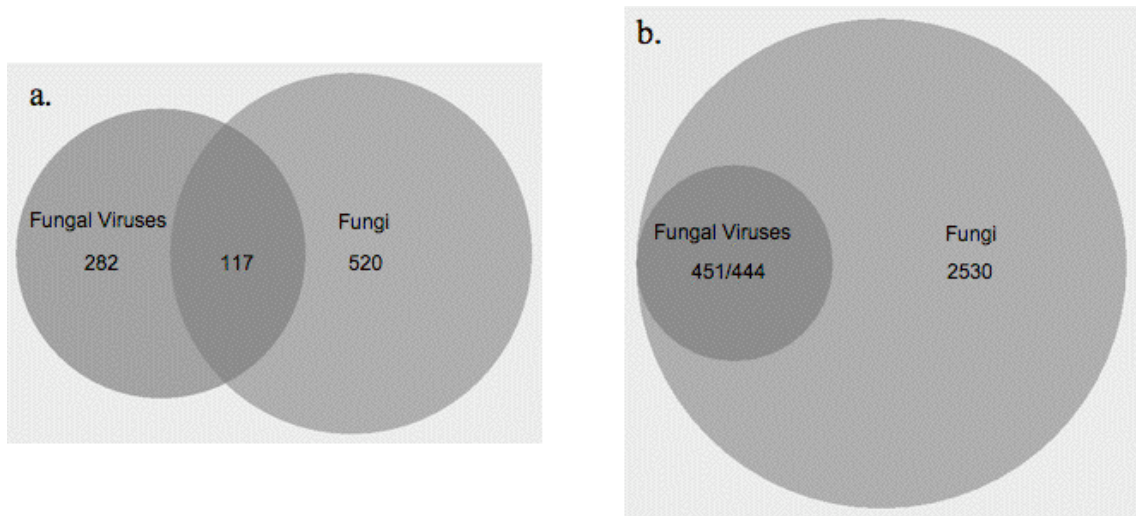 a.
Fungal Viruses
Fungi
282
117
520
b.
Fungal Viruses
Fungi
451/444
2530